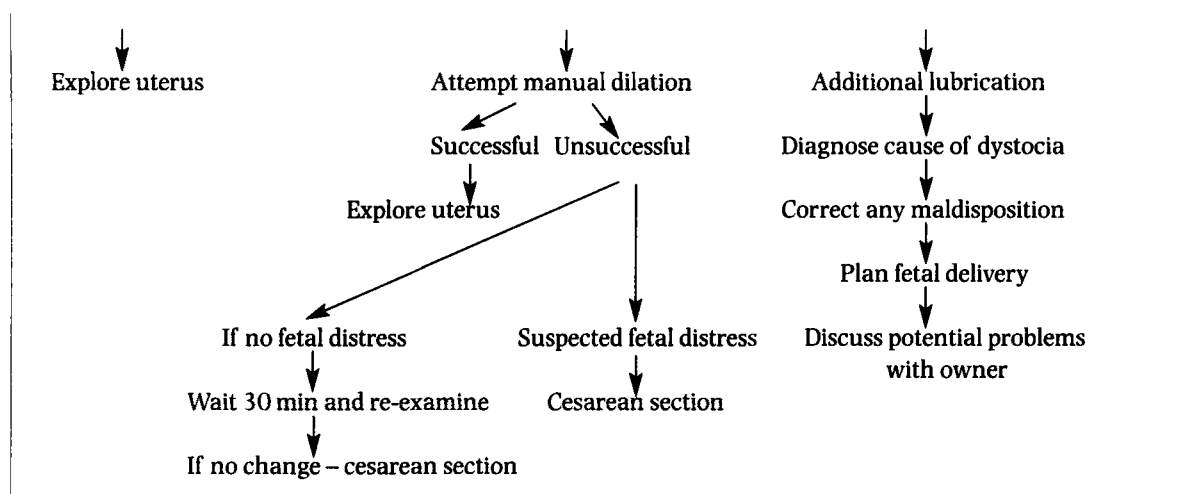 Explore uterus
Attempt manual dilation
Successful Unsuccessful
Explore uterus
If no fetal distress
Wait 30 min and re-examine
If no change – cesarean section
Suspected fetal distress
Cesarean section
Additional lubrication
Diagnose cause of dystocia
Correct any maldisposition
Plan fetal delivery
Discuss potential problems
with owner